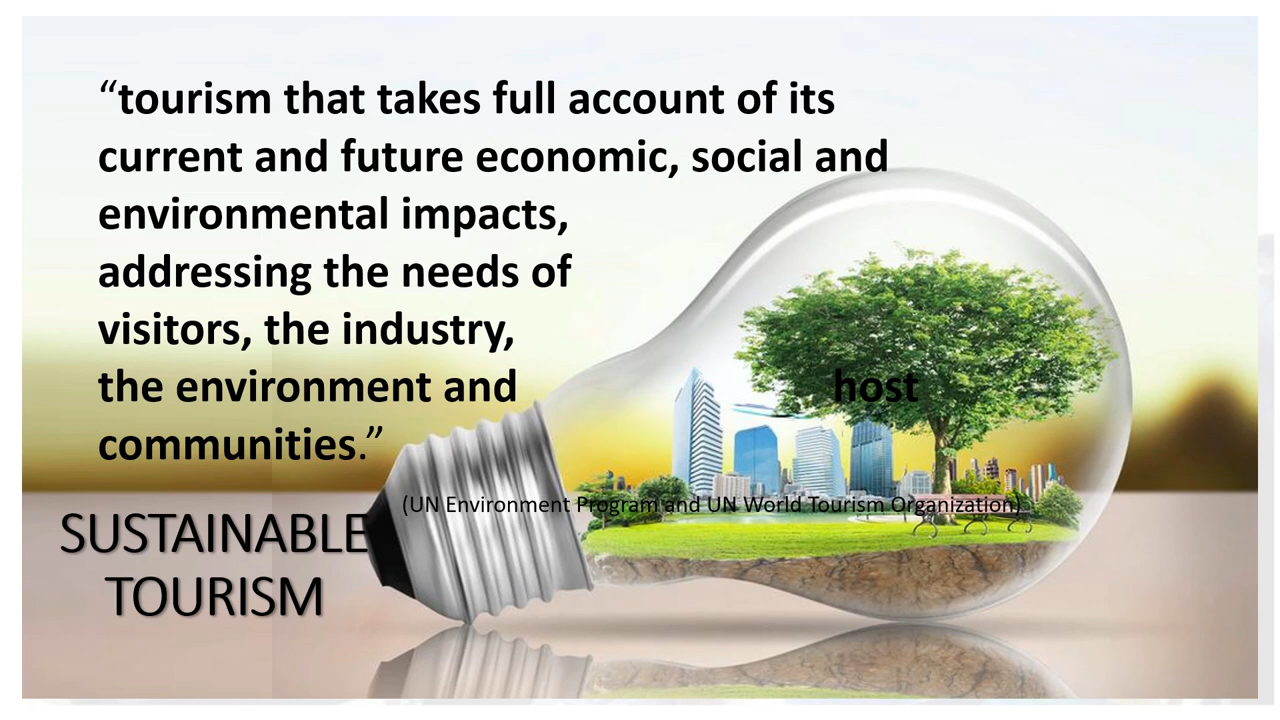 “tourism that takes full account of its
current and future economic, social and
environmental impacts,
addressing the needs of
visitors, the industry,
the environment and host
communities.”
(UN Environment Program and UN World Tourism Organization)
SUSTAINABLE
TOURISM